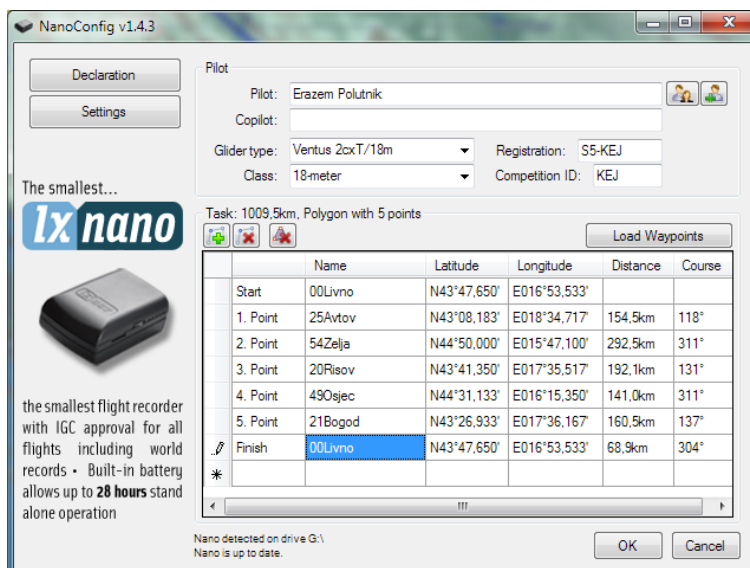 NanoConfig v1.4.3
Declaration
Settings
The smallest...
lx nano
the smallest flight recorder
with IGC approval for all
flights including world
records • Built-in battery
allows up to 28 hours stand
alone operation
Pilot
Pilot: Erazem Polutnik
Copilot:
Glider type: Ventus 2cxT/18m Registration: S5-KEJ
Class: 18-meter Competition ID: KEJ
Task: 1009,5km, Polygon with 5 points
Load Waypoints
Name Latitude Longitude Distance Course
Start 00Livno N43°47,650' E016°53,533'
1. Point 25Avtov N43°08,183' E018°34,717' 154,5km 118°
2. Point 54Zelja N44°50,000' E015°47,100' 292,5km 311°
3. Point 20Risov N43°41,350' E017°35,517' 192,1km 131°
4. Point 49Osjec N44°31,133' E016°15,350' 141,0km 311°
5. Point 21Bogod N43°26,933' E017°36,167' 160,5km 137°
Finish 00Livno N43°47,650' E016°53,533' 68,9km 304°
Nano detected on drive G:\
Nano is up to date.
OK Cancel